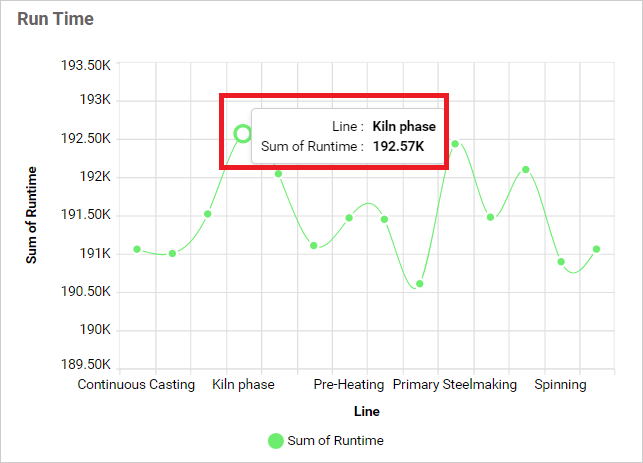 Run Time
193.50K
193K
192.50K
192K
191.50K
191K
190.50K
190K
189.50K
Sum of Runtime
Line : Kiln phase
Sum of Runtime : 192.57K
Continuous Casting Kiln phase Pre-Heating Primary Steelmaking Spinning
Line
Sum of Runtime